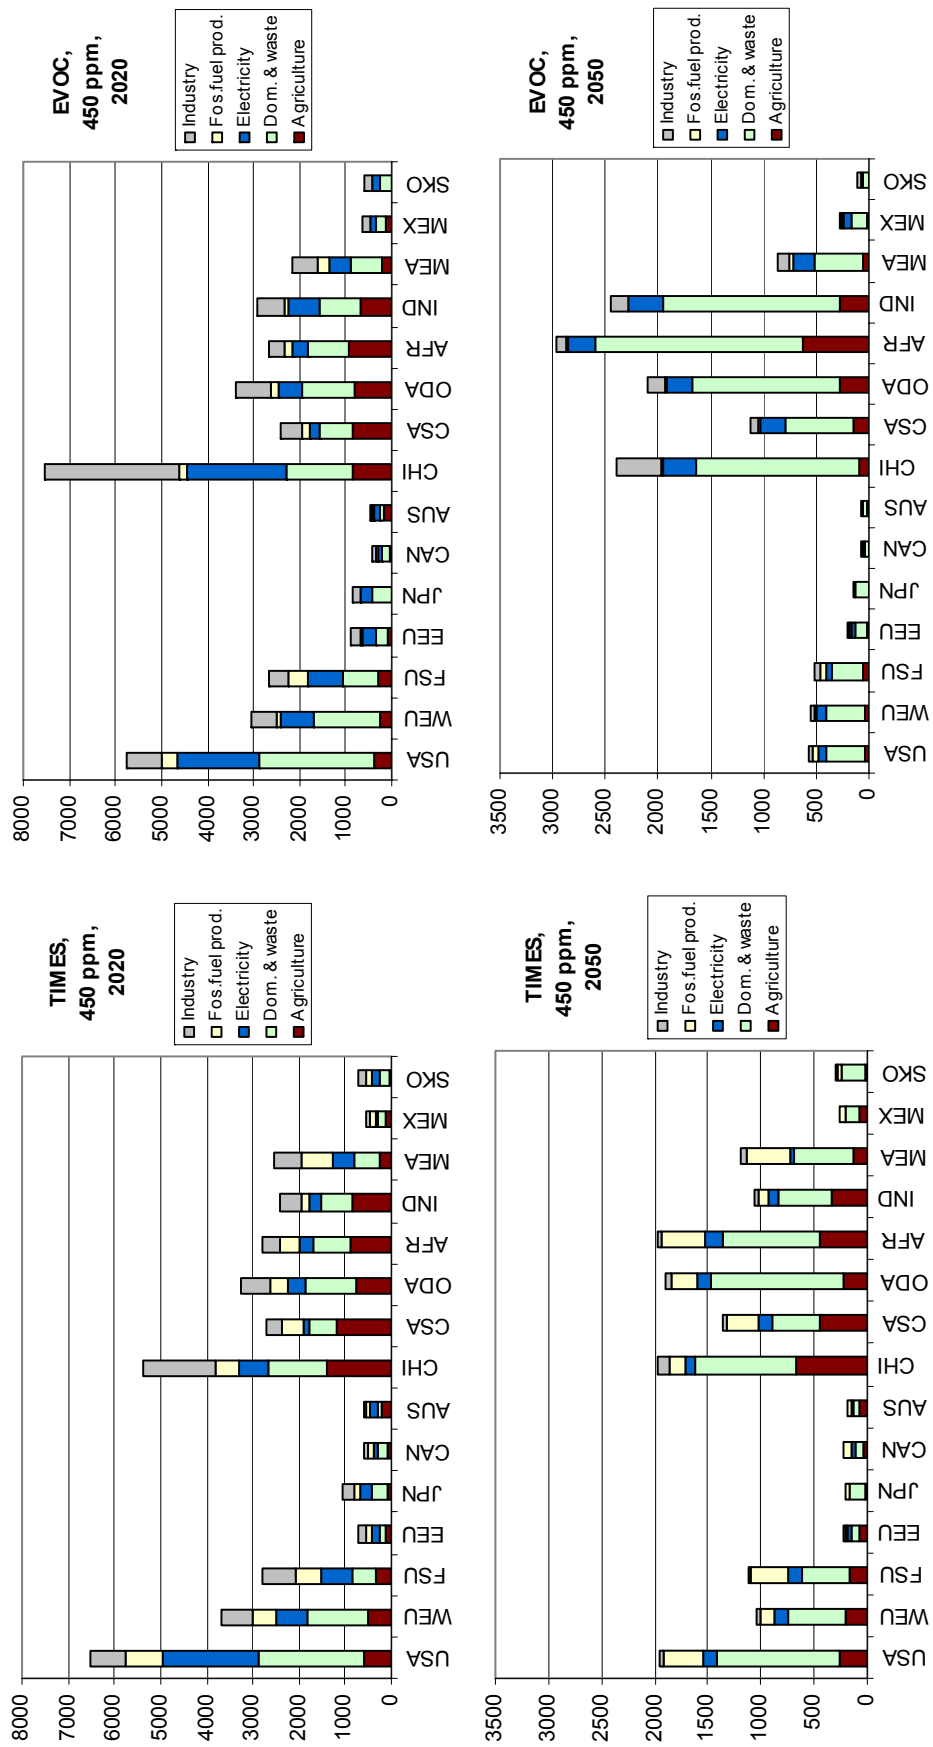 EVOC,
450 ppm,
2020
Industry
Fos.fuel prod.
Electricity
Dom. & waste
Agriculture
8000
7000
6000
5000
4000
3000
2000
1000
0
SKO
MEX
MEA
IND
AFR
ODA
CSA
CHI
AUS
CAN
JPN
EEU
FSU
WEU
USA
EVOC,
450 ppm,
2050
Industry
Fos.fuel prod.
Electricity
Dom. & waste
Agriculture
3500
3000
2500
2000
1500
1000
500
0
SKO
MEX
MEA
IND
AFR
ODA
CSA
CHI
AUS
CAN
JPN
EEU
FSU
WEU
USA
TIMES,
450 ppm,
2020
Industry
Fos.fuel prod.
Electricity
Dom. & waste
Agriculture
8000
7000
6000
5000
4000
3000
2000
1000
0
SKO
MEX
MEA
IND
AFR
ODA
CSA
CHI
AUS
CAN
JPN
EEU
FSU
WEU
USA
TIMES,
450 ppm,
2050
Industry
Fos.fuel prod.
Electricity
Dom. & waste
Agriculture
3500
3000
2500
2000
1500
1000
500
0
SKO
MEX
MEA
IND
AFR
ODA
CSA
CHI
AUS
CAN
JPN
EEU
FSU
WEU
USA